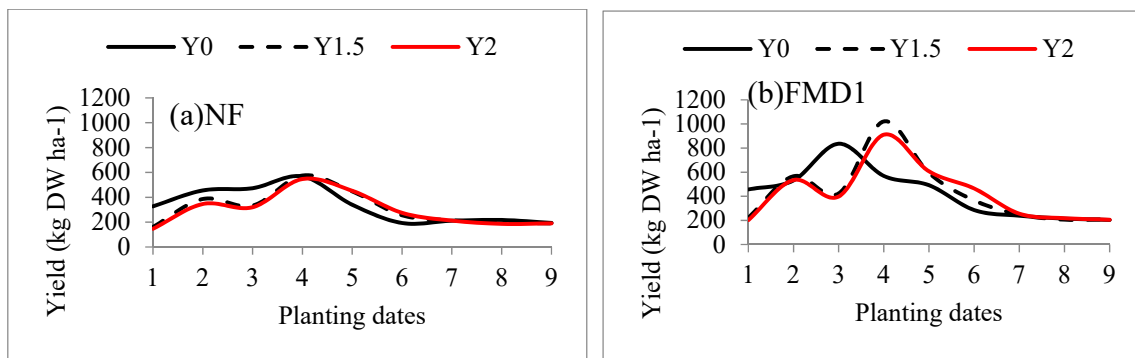 Y0 Y1.5 Y2
(a)NF
Yield (kg DW ha-1)
1200
1000
800
600
400
200
0
1 2 3 4 5 6 7 8 9
Planting dates
Y0 Y1.5 Y2
(b)FMD1
Yield (kg DW ha-1)
1200
1000
800
600
400
200
0
1 2 3 4 5 6 7 8 9
Planting dates